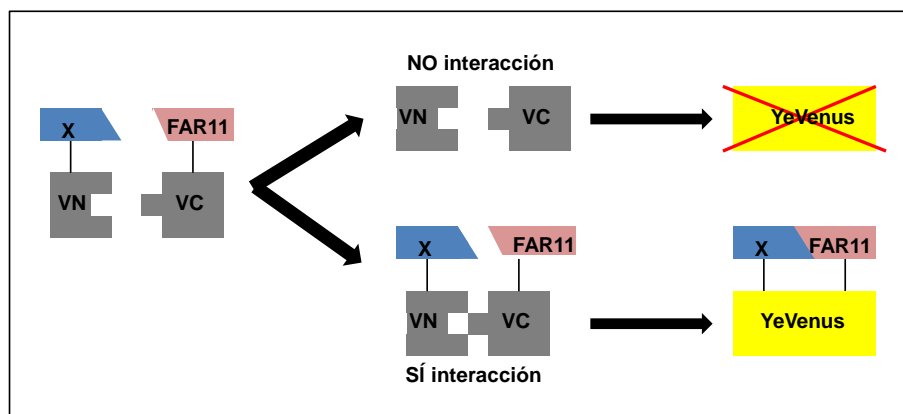 X
FAR11
VN
VC
NO interacción
VN
VC
YeVenus
X
FAR11
VN
VC
SÍ interacción
X
FAR11
YeVenus